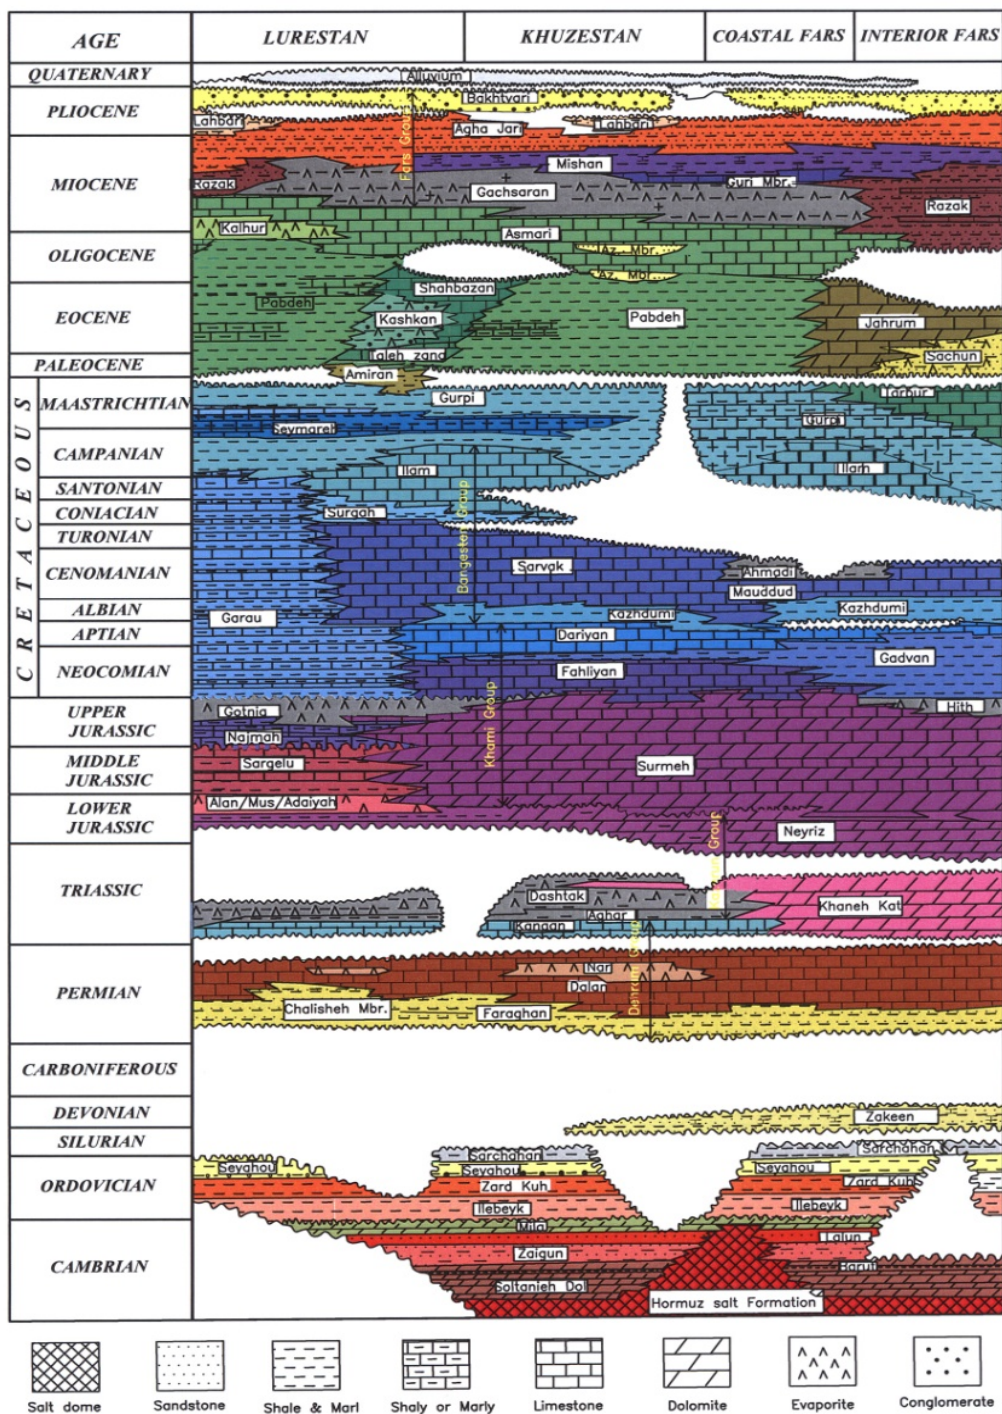 AGE
LURESTAN
KHUZESTAN
COASTAL FARS
INTERIOR FARS
QUATERNARY
PLIOCENE
MIOCENE
OLIGOCENE
EOCENE
PALEOCENE
CRETACEOUS
MAASTRICHTIAN
CAMPANIAN
SANTONIAN
CONIACIAN
TURONIAN
CENOMANIAN
ALBIAN
APTIAN
NEOCOMIAN
UPPER
JURASSIC
MIDDLE
JURASSIC
LOWER
JURASSIC
TRIASSIC
PERMIAN
CARBONIFEROUS
DEVONIAN
SILURIAN
ORDOVICIAN
CAMBRIAN
Alluvium
Bakhtyari
Lahbari
Agha Jari
Lahbari
Fars Group
Mishan
Razak
Gachsaran
Guri Mbr.
Razak
Kalhur
Asmari
Az. Mbr.
Az. Mbr.
Shahbazan
Pabdeh
Kashkan
Pabdeh
Jahrum
Taleh zang
Sachun
Amiran
Gurpi
Tarbur
Seymareh
Gurpi
Ilam
Illam
Surgah
Bangestan Group
Sarvak
Ahmadi
Mauddud
Garau
Kazhdumi
Kazhdumi
Dariyan
Gadvan
Fahliyan
Gotnia
Hith
Najmah
Khami Group
Sargelu
Surmeh
Alan/Mus/Adaiyah
Neyriz
Group
Dashtak
Khaneh Kat
Aghar
Kangan
Nar
Dalan
Dehram Group
Chalisheh Mbr.
Faraghan
Zakeen
Sarchahan
Sarchahan
Seyahou
Seyahou
Seyahou
Zard Kuh
Zard Kuh
Ilebeyk
Ilebeyk
Mila
Lalun
Zaigun
Barut
Soltanieh Dol
Hormuz salt Formation
Salt dome
Sandstone
Shale & Marl
Shaly or Marly
Limestone
Dolomite
Evaporite
Conglomerate